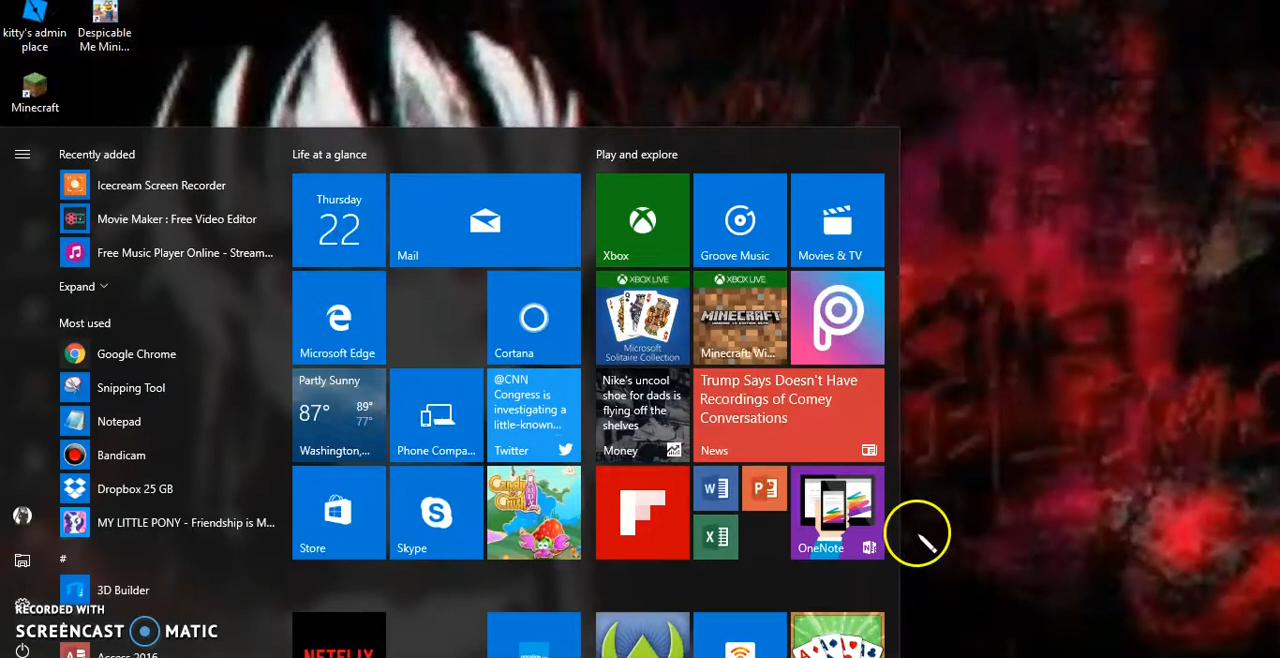 kitty's admin
place
Despicable
Me Mini...
Minecraft
Recently added
Icecream Screen Recorder
Movie Maker : Free Video Editor
Free Music Player Online - Stream...
Expand
Most used
Google Chrome
Snipping Tool
Notepad
Bandicam
Dropbox 25 GB
MY LITTLE PONY - Friendship is M...
#
3D Builder
Access 2016
RECORDED WITH
SCREENCAST MATIC
Life at a glance
Thursday
22
Mail
Microsoft Edge
Cortana
Partly Sunny
87°
89°
77°
Washington,...
Phone Compa...
@CNN
Congress is
investigating a
little-known...
Twitter
Store
Skype
Candy
Crush
NETFLIX
Play and explore
Xbox
Groove Music
Movies & TV
XBOX LIVE
Microsoft
Solitaire Collection
XBOX LIVE
MINECRAFT
Minecraft: Wi...
Nike's uncool
shoe for dads is
flying off the
shelves
Money
Trump Says Doesn't Have
Recordings of Comey
Conversations
News
OneNote